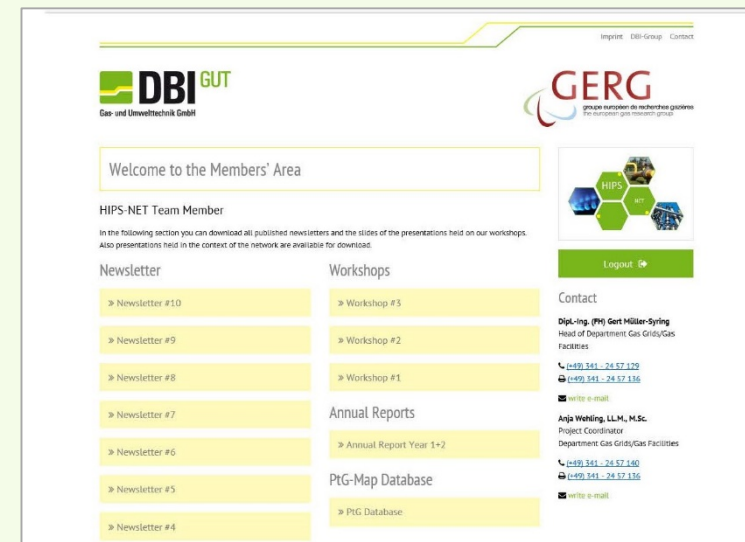 Imprint DBI-Group Contact
DBI GUT
Gas- und Umwelttechnik GmbH
GERG
groupe européen de recherches gazières
the european gas research group
Welcome to the Members' Area
HIPS-NET Team Member
In the following section you can download all published newsletters and the slides of the presentations held on our workshops.
Also presentations held in the context of the network are available for download.
Newsletter
» Newsletter #10
» Newsletter #9
» Newsletter #8
» Newsletter #7
» Newsletter #6
» Newsletter #5
» Newsletter #4
Workshops
» Workshop #3
» Workshop #2
» Workshop #1
Annual Reports
» Annual Report Year 1+2
PtG-Map Database
» PtG Database
HIPS
NET
Logout
Contact
Dipl.-Ing. (FH) Gert Müller-Syring
Head of Department Gas Grids/Gas
Facilities
(+49) 341 - 24 57 129
(+49) 341 - 24 57 136
write e-mail
Anja Wehling, LL.M., M.Sc.
Project Coordinator
Department Gas Grids/Gas Facilities
(+49) 341 - 24 57 140
(+49) 341 - 24 57 136
write e-mail